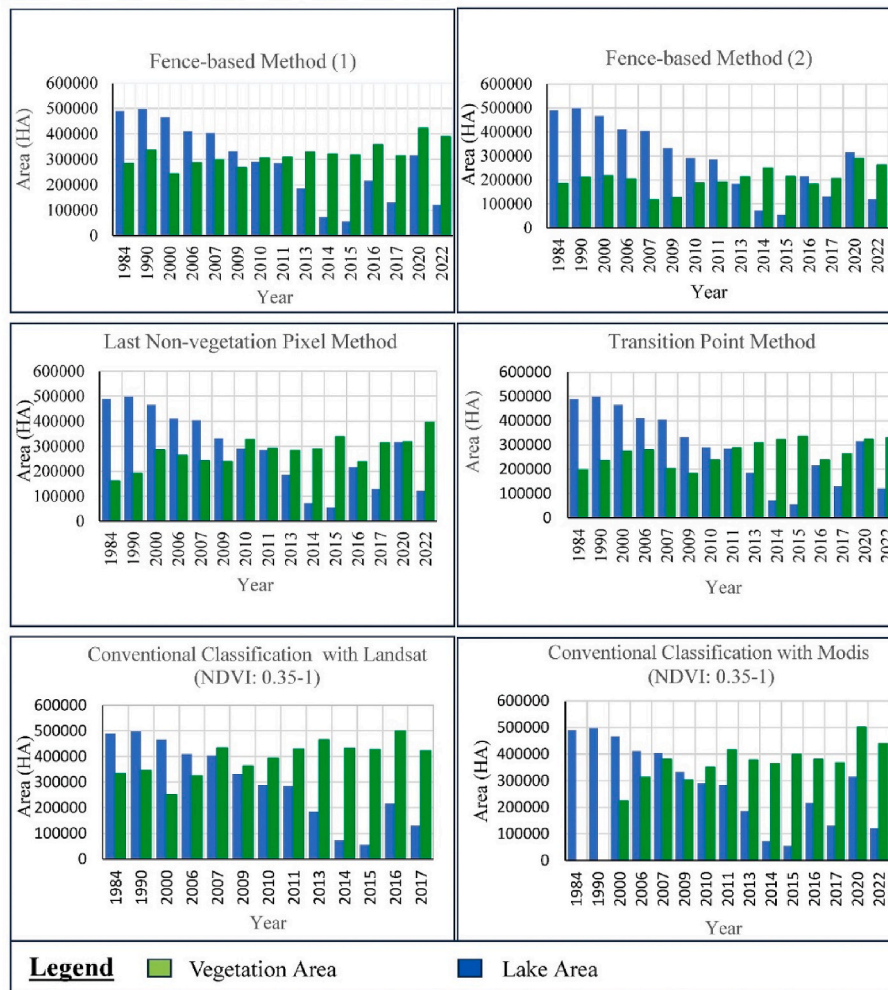 Fence-based Method (1)
600000
500000
400000
300000
200000
100000
0
Area (HA)
1984 1990 2000 2006 2007 2009 2010 2011 2013 2014 2015 2016 2017 2020 2022
Year
Fence-based Method (2)
600000
500000
400000
300000
200000
100000
0
Area (HA)
1984 1990 2000 2006 2007 2009 2010 2011 2013 2014 2015 2016 2017 2020 2022
Year
Last Non-vegetation Pixel Method
600000
500000
400000
300000
200000
100000
0
Area (HA)
1984 1990 2000 2006 2007 2009 2010 2011 2013 2014 2015 2016 2017 2020 2022
Year
Transition Point Method
600000
500000
400000
300000
200000
100000
0
Area (HA)
1984 1990 2000 2006 2007 2009 2010 2011 2013 2014 2015 2016 2017 2020 2022
Year
Conventional Classification with Landsat
(NDVI: 0.35-1)
600000
500000
400000
300000
200000
100000
0
Area (HA)
1984 1990 2000 2006 2007 2009 2010 2011 2013 2014 2015 2016 2017
Year
Conventional Classification with Modis
(NDVI: 0.35-1)
600000
500000
400000
300000
200000
100000
0
Area (HA)
1984 1990 2000 2006 2007 2009 2010 2011 2013 2014 2015 2016 2017 2020 2022
Year
Legend Vegetation Area Lake Area